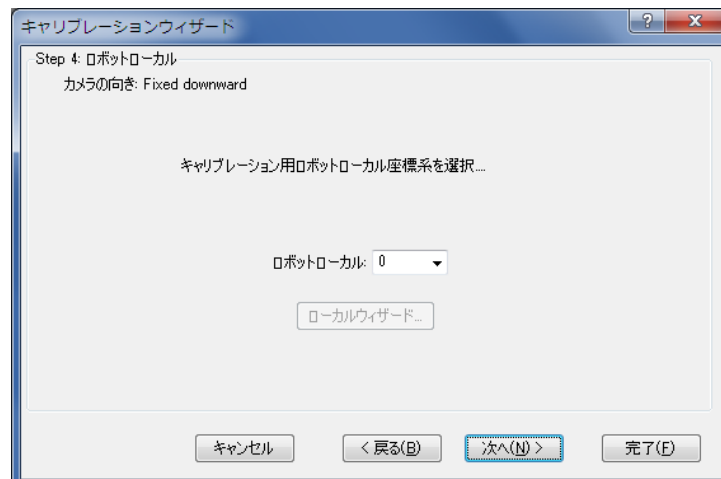 キャリブレーションウィザード
Step 4: ロボットローカル
カメラの向き: Fixed downward
キャリブレーション用ロボットローカル座標系を選択...
ロボットローカル: 0
ローカルウィザード...
キャンセル < 戻る(B) 次へ(N) > 完了(F)